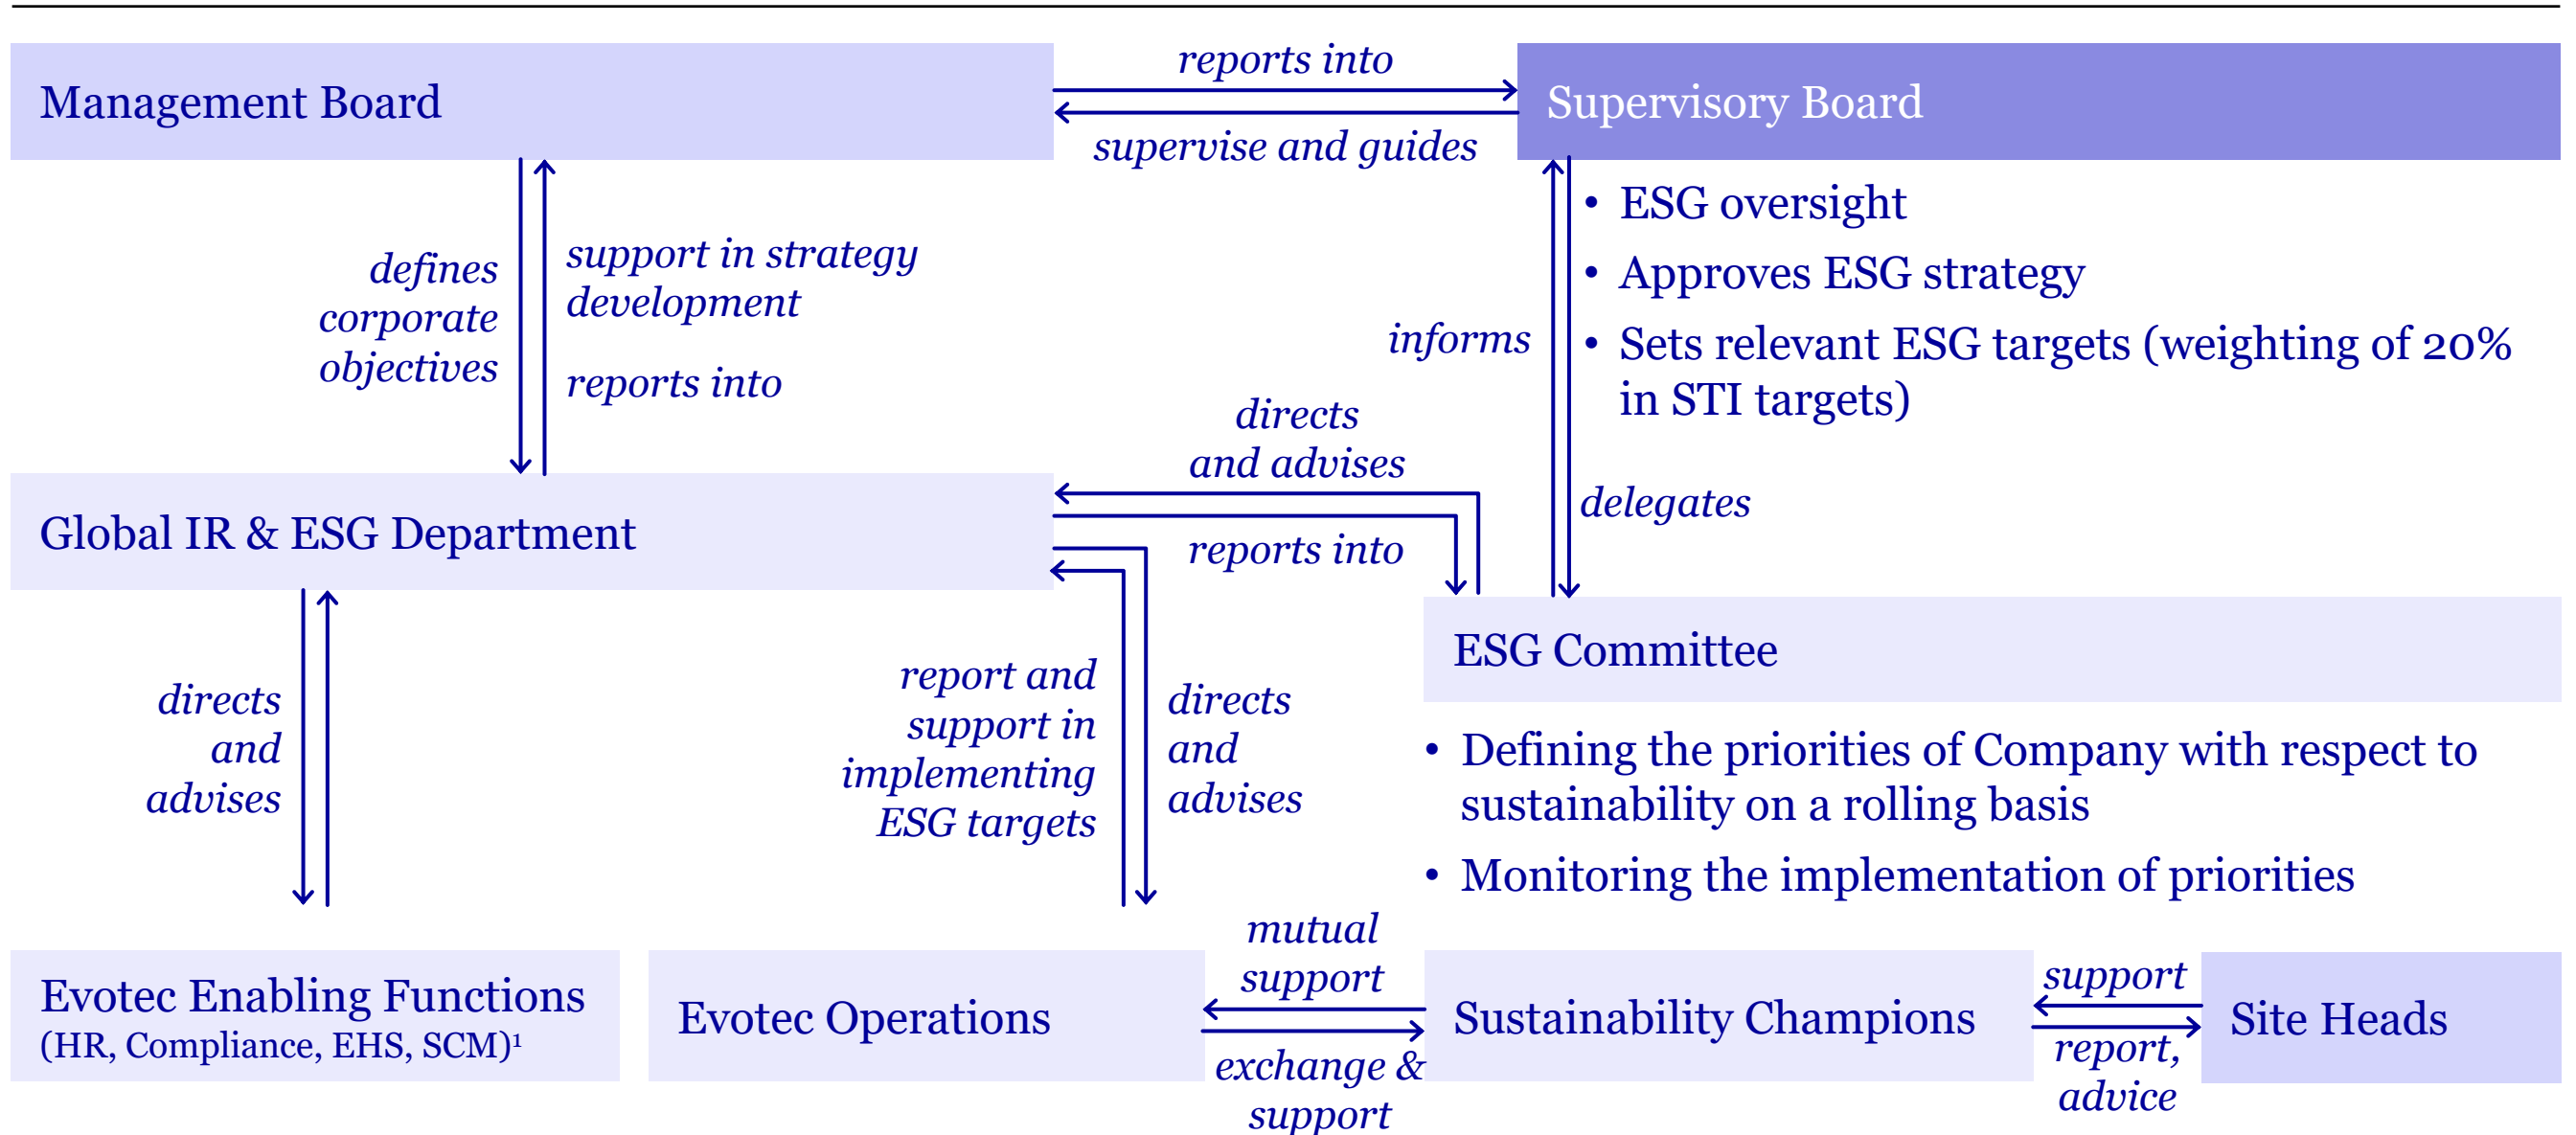 Management Board
reports into
supervise and guides
Supervisory Board
• ESG oversight
• Approves ESG strategy
• Sets relevant ESG targets (weighting of 20%
in STI targets)
defines
corporate
objectives
support in strategy
development
reports into
informs
delegates
directs
and advises
reports into
Global IR & ESG Department
ESG Committee
• Defining the priorities of Company with respect to
sustainability on a rolling basis
• Monitoring the implementation of priorities
directs
and
advises
report and
support in
implementing
ESG targets
directs
and
advises
Evotec Enabling Functions
(HR, Compliance, EHS, SCM)¹
Evotec Operations
mutual
support
exchange &
support
Sustainability Champions
support
report,
advice
Site Heads